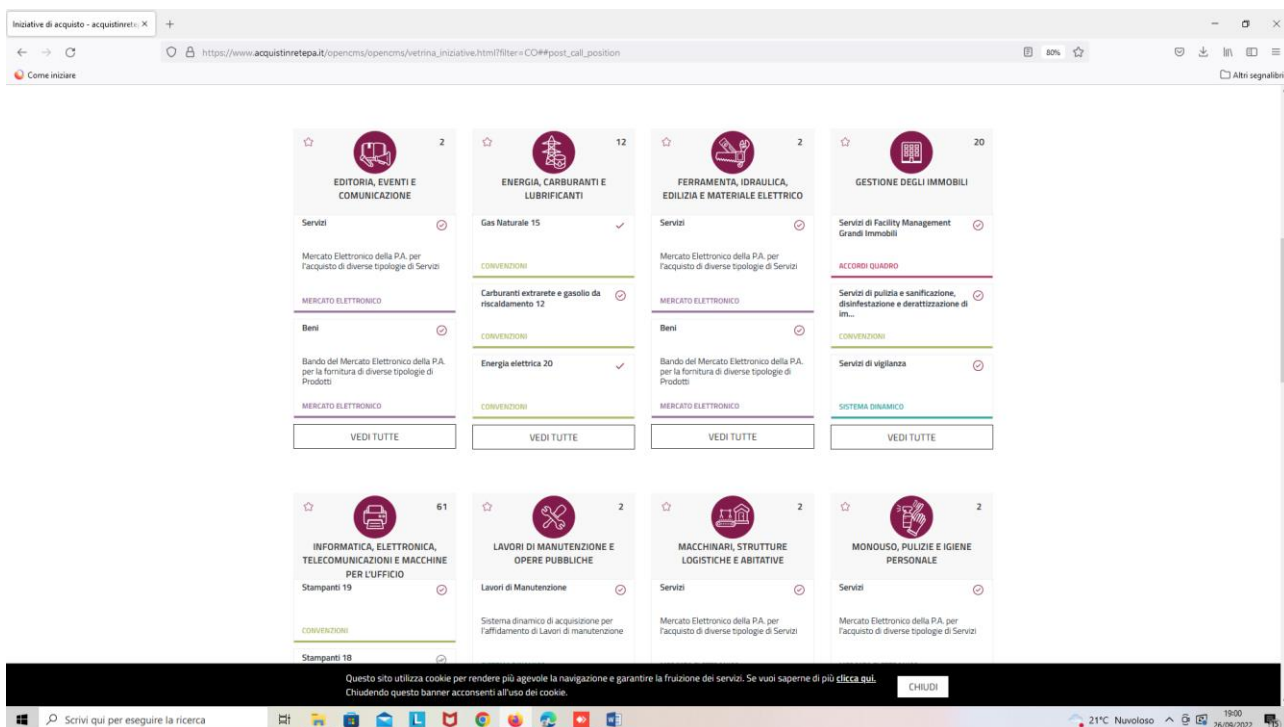 Iniziative di acquisto - acquistinrete
https://www.acquistinretepa.it/opencms/opencms/vetrina_iniziative.html?filter=CO##post_call_position
80%
Come iniziare
Altri segnalibri
2
EDITORIA, EVENTI E
COMUNICAZIONE
Servizi
Mercato Elettronico della P.A. per
l'acquisto di diverse tipologie di Servizi
MERCATO ELETTRONICO
Beni
Bando del Mercato Elettronico della P.A.
per la fornitura di diverse tipologie di
Prodotti
MERCATO ELETTRONICO
VEDI TUTTE
12
ENERGIA, CARBURANTI E
LUBRIFICANTI
Gas Naturale 15
CONVENZIONI
Carburanti extrarete e gasolio da
riscaldamento 12
CONVENZIONI
Energia elettrica 20
CONVENZIONI
VEDI TUTTE
2
FERRAMENTA, IDRAULICA,
EDILIZIA E MATERIALE ELETTRICO
Servizi
Mercato Elettronico della P.A. per
l'acquisto di diverse tipologie di Servizi
MERCATO ELETTRONICO
Beni
Bando del Mercato Elettronico della P.A.
per la fornitura di diverse tipologie di
Prodotti
MERCATO ELETTRONICO
VEDI TUTTE
20
GESTIONE DEGLI IMMOBILI
Servizi di Facility Management
Grandi Immobili
ACCORDI QUADRO
Servizi di pulizia e sanificazione,
disinfestazione e derattizzazione di
im...
CONVENZIONI
Servizi di vigilanza
SISTEMA DINAMICO
VEDI TUTTE
61
INFORMATICA, ELETTRONICA,
TELECOMUNICAZIONI E MACCHINE
PER L'UFFICIO
Stampanti 19
CONVENZIONI
Stampanti 18
2
LAVORI DI MANUTENZIONE E
OPERE PUBBLICHE
Lavori di Manutenzione
Sistema dinamico di acquisizione per
l'affidamento di Lavori di manutenzione
2
MACCHINARI, STRUTTURE
LOGISTICHE E ABITATIVE
Servizi
Mercato Elettronico della P.A. per
l'acquisto di diverse tipologie di Servizi
2
MONOUSO, PULIZIE E IGIENE
PERSONALE
Servizi
Mercato Elettronico della P.A. per
l'acquisto di diverse tipologie di Servizi
Questo sito utilizza cookie per rendere più agevole la navigazione e garantire la fruizione dei servizi. Se vuoi saperne di più clicca qui.
Chiudendo questo banner acconsenti all'uso dei cookie.
CHIUDI
Scrivi qui per eseguire la ricerca
21°C Nuvoloso
19:00
26/09/2022